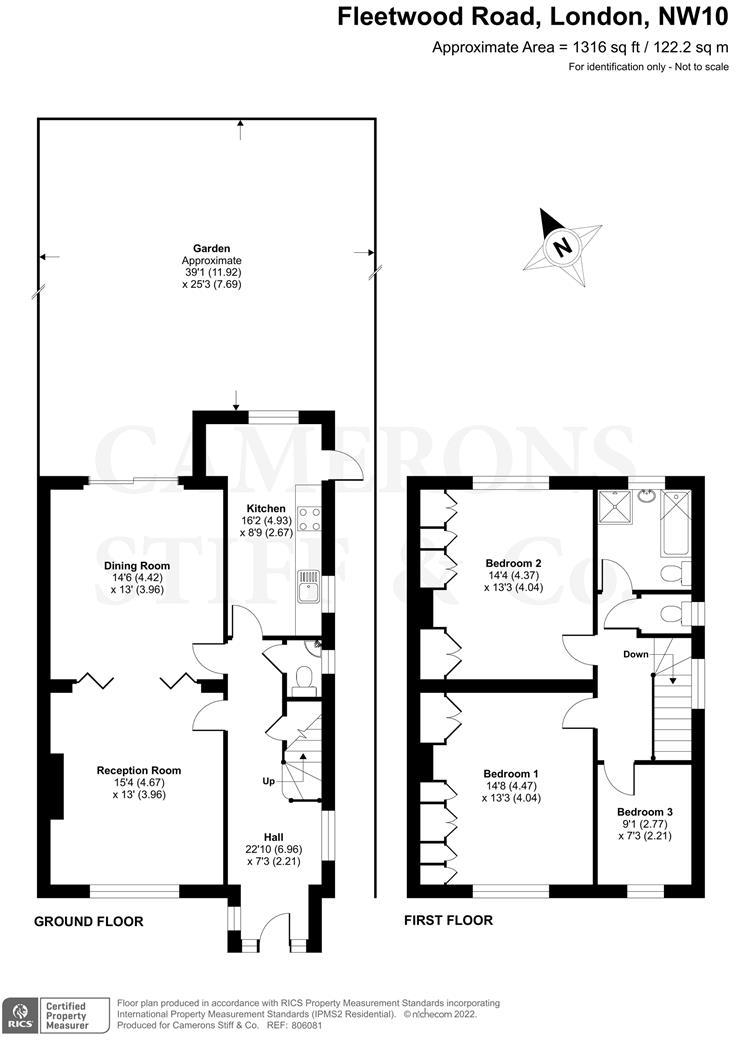 Fleetwood Road, London, NW10
Approximate Area = 1316 sq ft / 122.2 sq m
For identification only - Not to scale
Garden
Approximate
39'1 (11.92)
x 25'3 (7.69)
N
CAMERONS
STIFF & Co.
Kitchen
16'2 (4.93)
x 8'9 (2.67)
Dining Room
14'6 (4.42)
x 13' (3.96)
Reception Room
15'4 (4.67)
x 13' (3.96)
Up
Hall
22'10 (6.96)
x 7'3 (2.21)
GROUND FLOOR
Bedroom 2
14'4 (4.37)
x 13'3 (4.04)
Down
Bedroom 1
14'8 (4.47)
x 13'3 (4.04)
Bedroom 3
9'1 (2.77)
x 7'3 (2.21)
FIRST FLOOR
RICS
Certified
Property
Measurer
Floor plan produced in accordance with RICS Property Measurement Standards incorporating
International Property Measurement Standards (IPMS2 Residential). © nichecom 2022.
Produced for Camerons Stiff & Co. REF: 806081